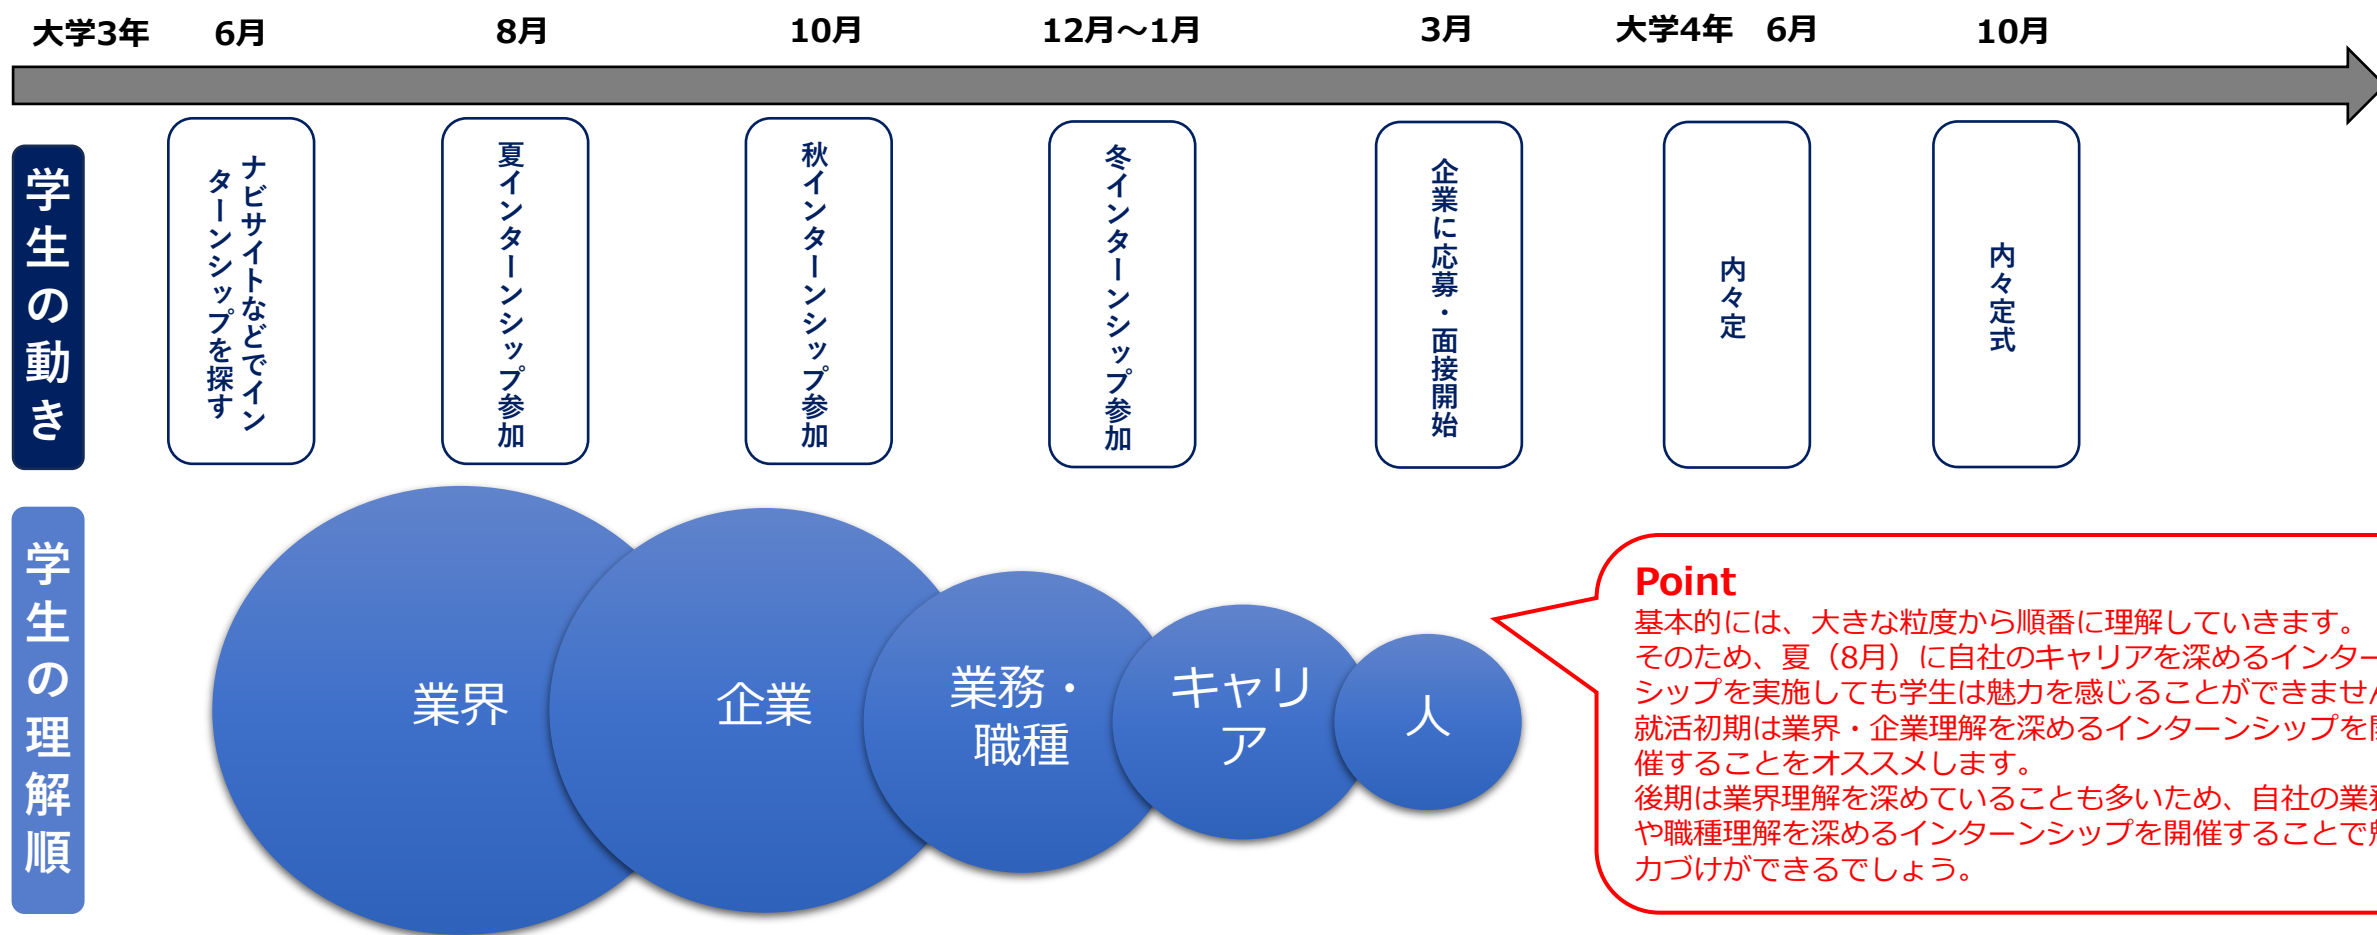 大学3年 6月 8月 10月 12月～1月 3月 大学4年 6月 10月
学生の動き
ナビサイトなどでイン
ターンシップを探す
夏インターンシップ参加
秋インターンシップ参加
冬インターンシップ参加
企業に応募・面接開始
内々定
内々定式
学生の理解順
業界
企業
業務・
職種
キャリ
ア
人
Point
基本的には、大きな粒度から順番に理解していきます。
そのため、夏（8月）に自社のキャリアを深めるインター
シップを実施しても学生は魅力を感じることができませ
就活初期は業界・企業理解を深めるインターンシップを
催することをオススメします。
後期は業界理解を深めていることも多いため、自社の業
や職種理解を深めるインターンシップを開催することで
力づけができるでしょう。